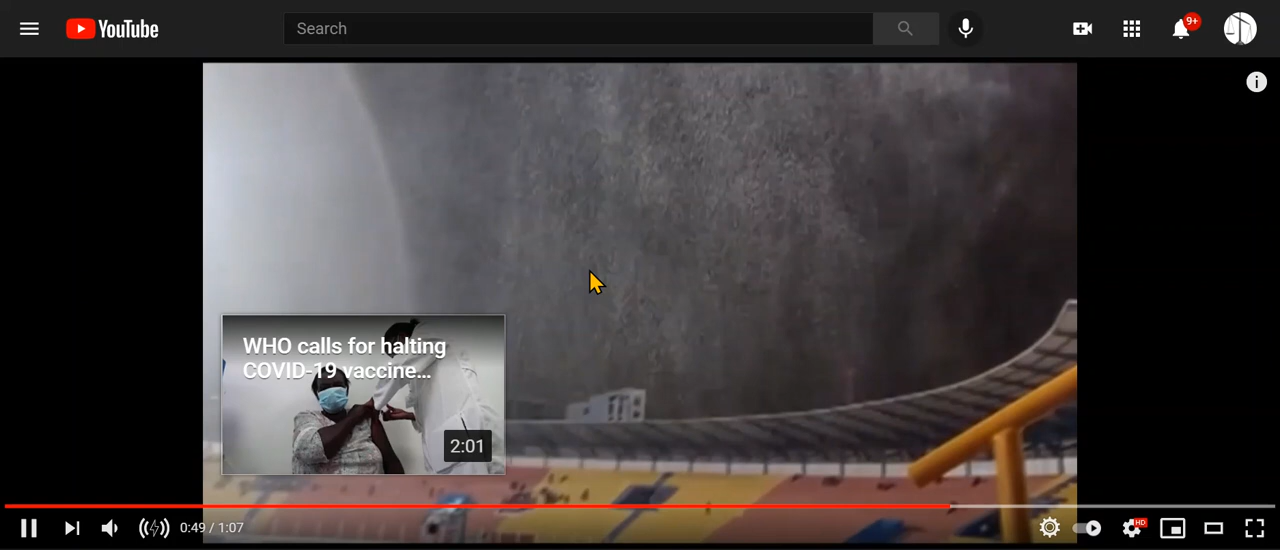 YouTube
Search
9+
WHO calls for halting
COVID-19 vaccine...
2:01
0:49 / 1:07
HD